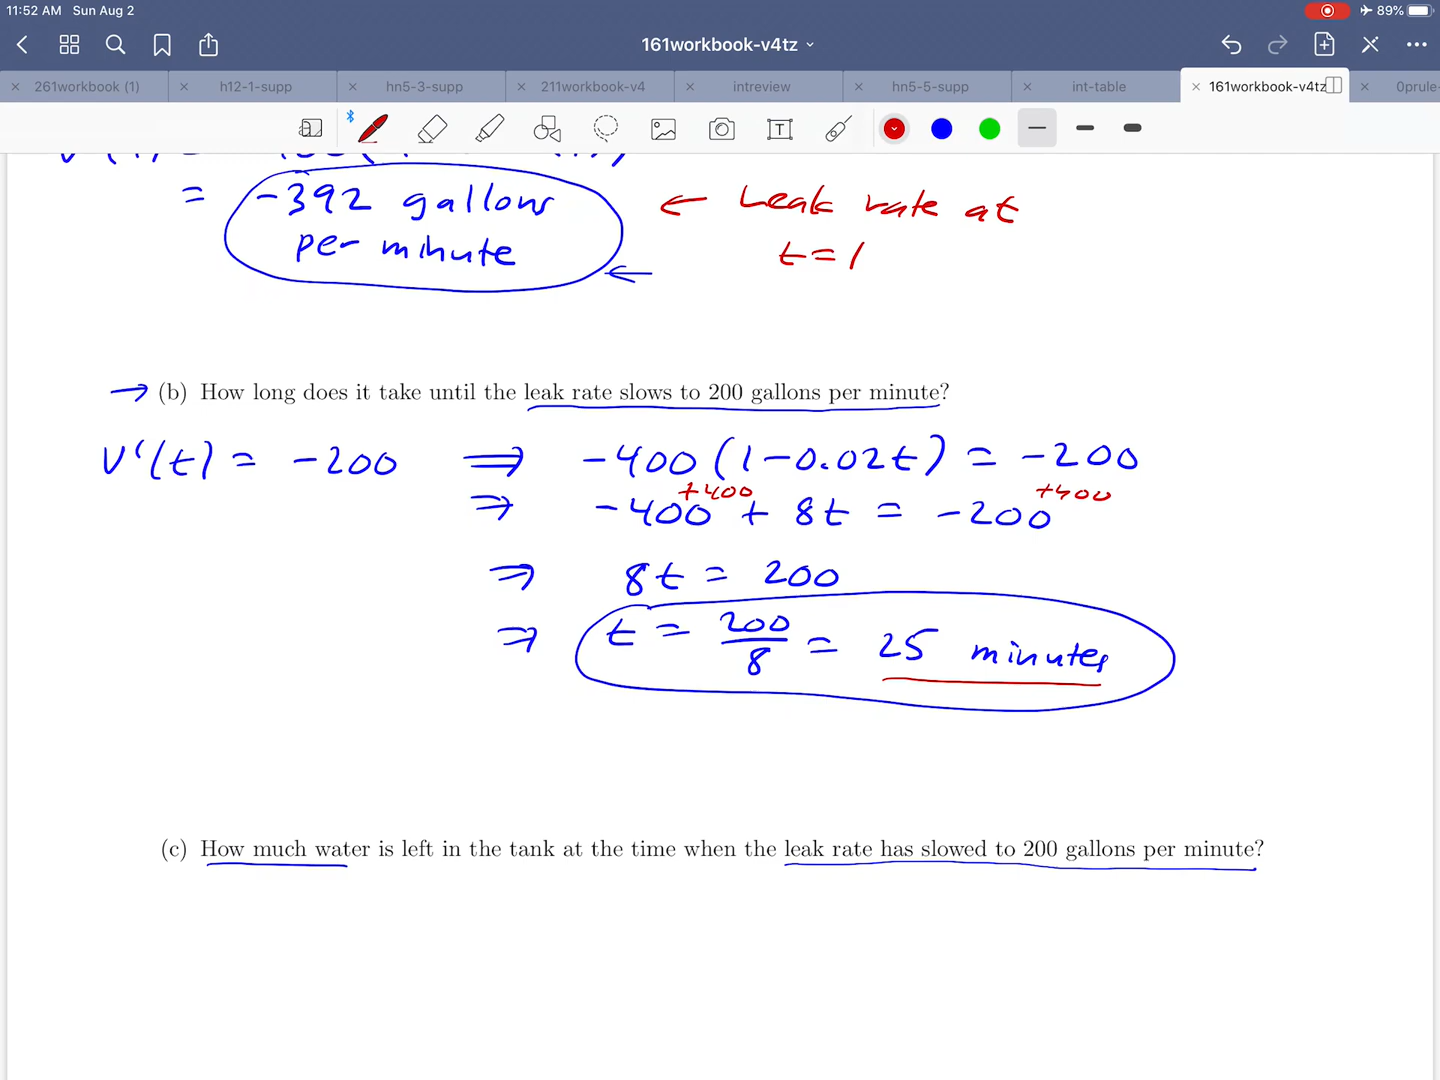 11:52 AM Sun Aug 2
89%
161workbook-v4tz
261workbook (1) h12-1-supp hn5-3-supp 211workbook-v4 intreview hn5-5-supp int-table 161workbook-v4tz 0prule-
= -392 gallons ← Leak rate at
per minute ← t = 1
→ (b) How long does it take until the leak rate slows to 200 gallons per minute?
V'(t) = -200 ⟹ -400(1-0.02t) = -200
+400 +400
⇒ -400 + 8t = -200
⇒ 8t = 200
⇒ t = 200/8 = 25 minutes
(c) How much water is left in the tank at the time when the leak rate has slowed to 200 gallons per minute?